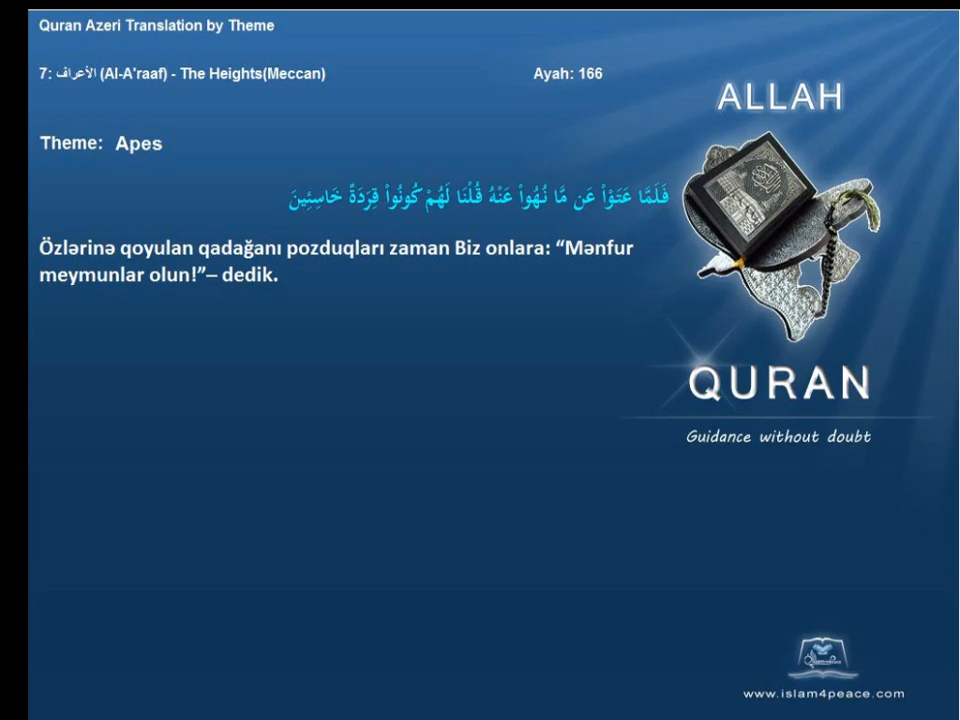 Quran Azeri Translation by Theme
7: الأعراف (Al-A'raaf) - The Heights(Meccan) Ayah: 166
ALLAH
Theme: Apes
فَلَمَّا عَتَوْاْ عَن مَّا نُهُواْ عَنْهُ قُلْنَا لَهُمْ كُونُواْ قِرَدَةً خَاسِئِينَ
Özlərinə qoyulan qadağanı pozduqları zaman Biz onlara: “Mənfur
meymunlar olun!”– dedik.
QURAN
Guidance without doubt
www.islam4peace.com